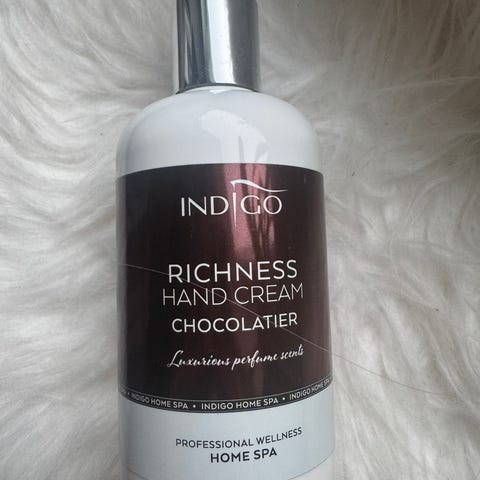 INDIGO
RICHNESS
HAND CREAM
CHOCOLATIER
Luxurious perfume scents
INDIGO HOME SPA • INDIGO HOME SPA • INDIGO HOME SPA
PROFESSIONAL WELLNESS
HOME SPA